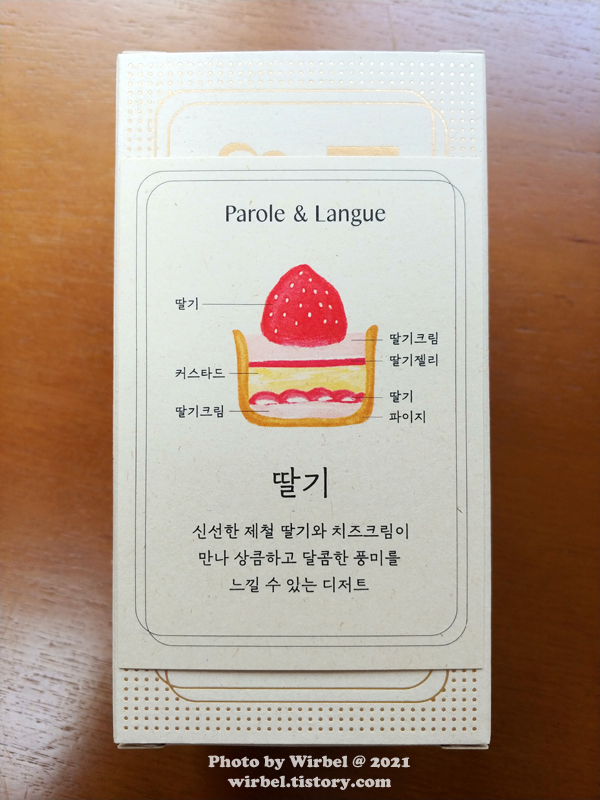 Parole & Langue
딸기
딸기크림
딸기젤리
커스타드
딸기
딸기크림
파이지
딸기
신선한 제철 딸기와 치즈크림이
만나 상큼하고 달콤한 풍미를
느낄 수 있는 디저트
Photo by Wirbel @ 2021
wirbel.tistory.com